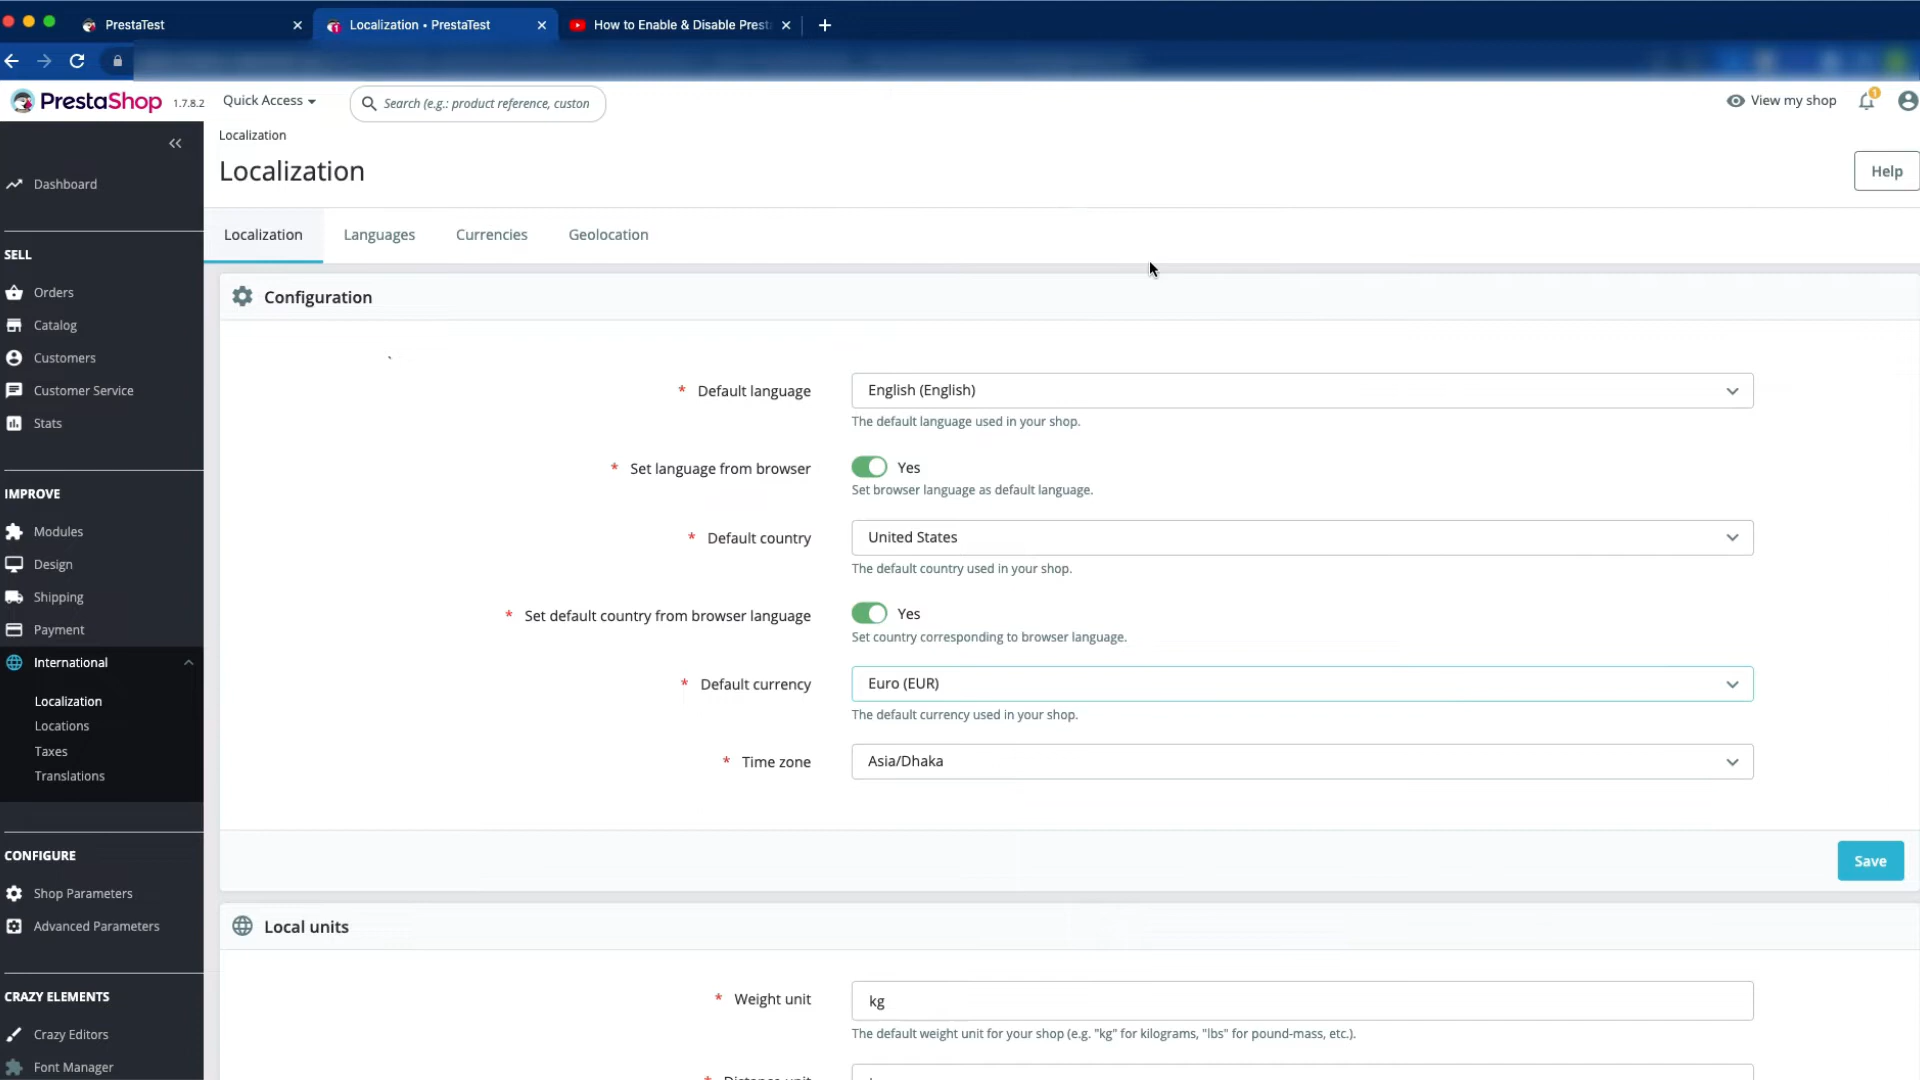 PrestaTest
Localization • PrestaTest
How to Enable & Disable Prest
PrestaShop 1.7.8.2
Quick Access
Search (e.g.: product reference, custon
View my shop
1
Localization
Localization
Help
Dashboard
SELL
Orders
Catalog
Customers
Customer Service
Stats
IMPROVE
Modules
Design
Shipping
Payment
International
Localization
Locations
Taxes
Translations
CONFIGURE
Shop Parameters
Advanced Parameters
CRAZY ELEMENTS
Crazy Editors
Font Manager
Localization
Languages
Currencies
Geolocation
Configuration
* Default language
English (English)
The default language used in your shop.
* Set language from browser
Yes
Set browser language as default language.
* Default country
United States
The default country used in your shop.
* Set default country from browser language
Yes
Set country corresponding to browser language.
* Default currency
Euro (EUR)
The default currency used in your shop.
* Time zone
Asia/Dhaka
Save
Local units
* Weight unit
kg
The default weight unit for your shop (e.g. "kg" for kilograms, "lbs" for pound-mass, etc.).
* Distance unit